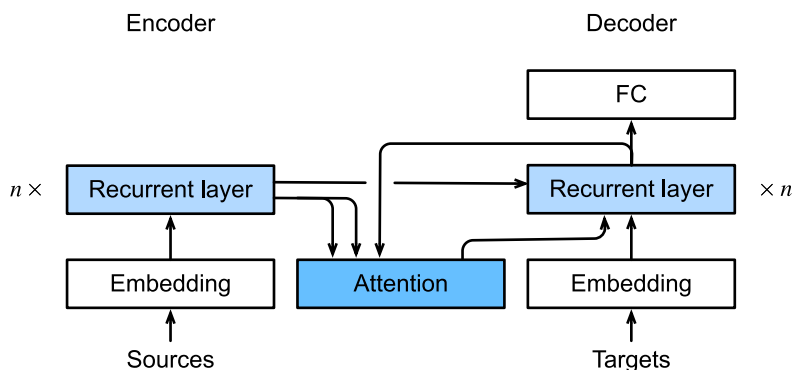 Encoder
Decoder
FC
n ×
Recurrent layer
Recurrent layer
× n
Embedding
Attention
Embedding
Sources
Targets